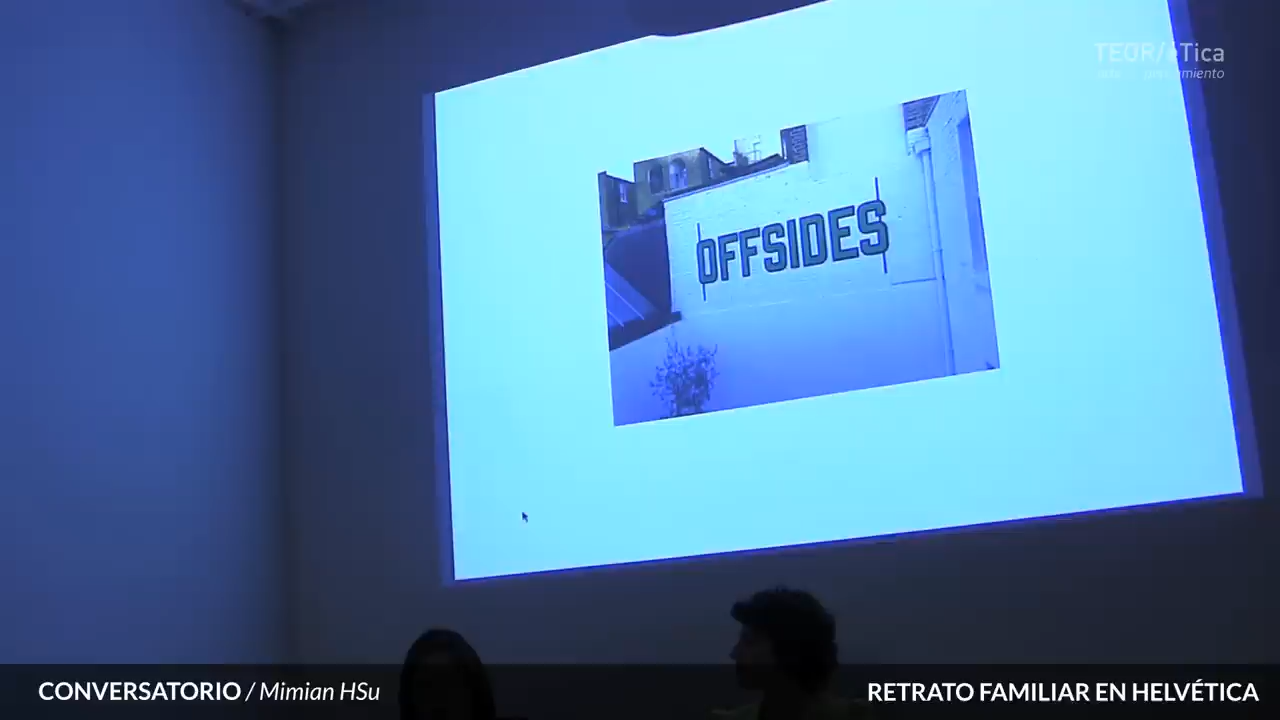 TEOR/éTica
OFFSIDES
CONVERSATORIO / Mimian HSu
RETRATO FAMILIAR EN HELVÉTICA